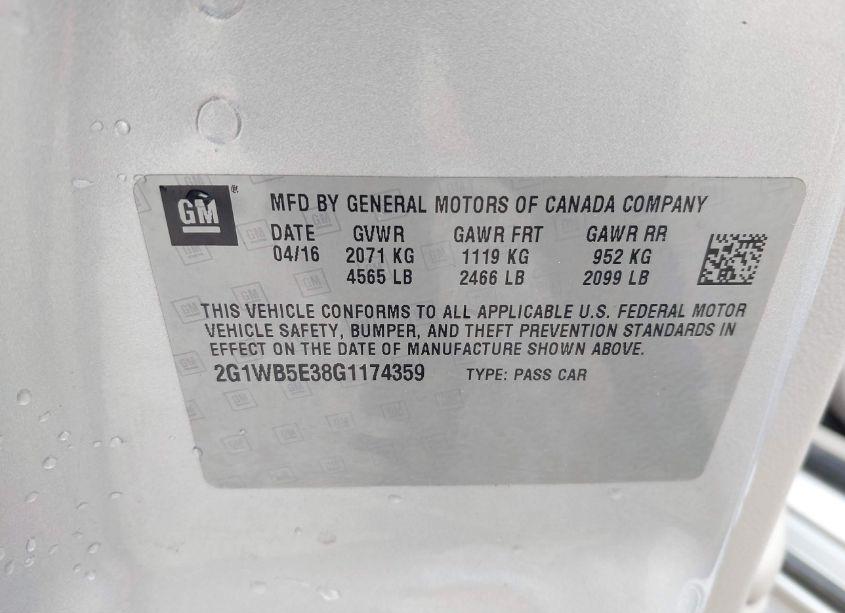 GM ®
MFD BY GENERAL MOTORS OF CANADA COMPANY
DATE GVWR GAWR FRT GAWR RR
04/16 2071 KG 1119 KG 952 KG
4565 LB 2466 LB 2099 LB
THIS VEHICLE CONFORMS TO ALL APPLICABLE U.S. FEDERAL MOTOR
VEHICLE SAFETY, BUMPER, AND THEFT PREVENTION STANDARDS IN
EFFECT ON THE DATE OF MANUFACTURE SHOWN ABOVE.
2G1WB5E38G1174359 TYPE: PASS CAR